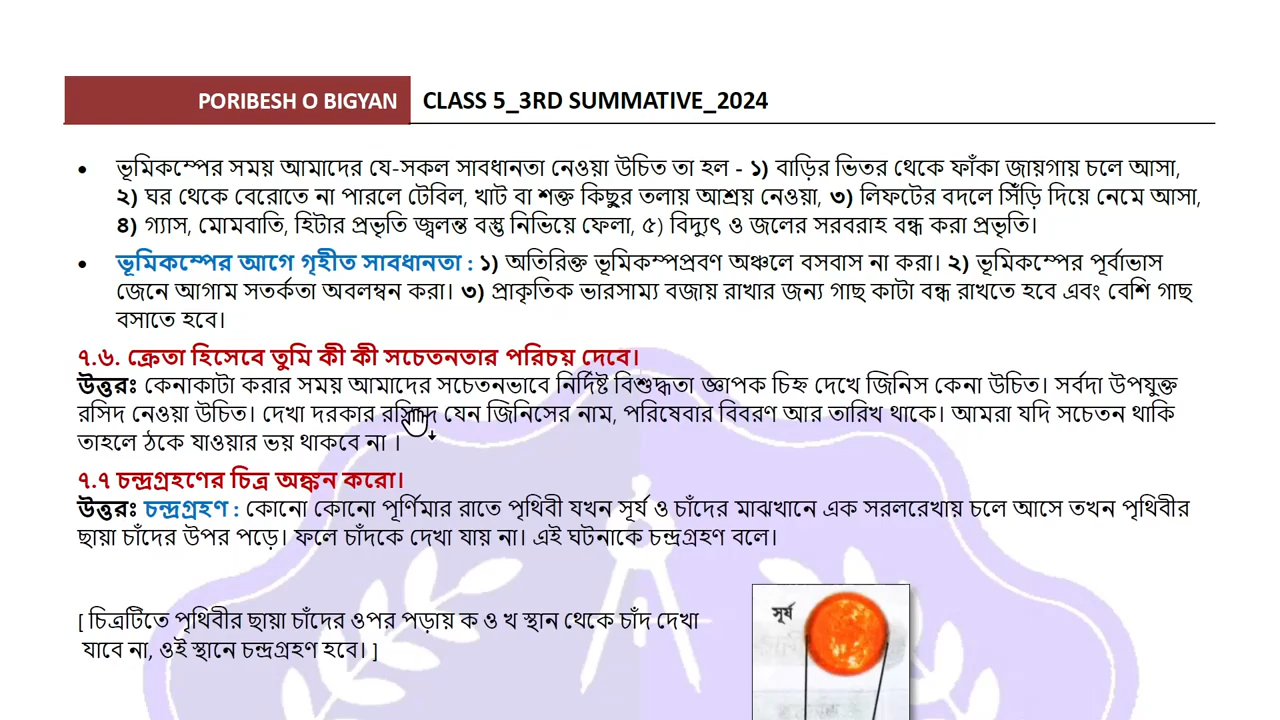 PORIBESH O BIGYAN CLASS 5_3RD SUMMATIVE_2024
• ভূমিকম্পের সময় আমাদের যে-সকল সাবধানতা নেওয়া উচিত তা হল - ১) বাড়ির ভিতর থেকে ফাঁকা জায়গায় চলে আসা,
২) ঘর থেকে বেরোতে না পারলে টেবিল, খাট বা শক্ত কিছুর তলায় আশ্রয় নেওয়া, ৩) লিফটের বদলে সিঁড়ি দিয়ে নেমে আসা,
৪) গ্যাস, মোমবাতি, হিটার প্রভৃতি জ্বলন্ত বস্তু নিভিয়ে ফেলা, ৫) বিদ্যুৎ ও জলের সরবরাহ বন্ধ করা প্রভৃতি।
• ভূমিকম্পের আগে গৃহীত সাবধানতা : ১) অতিরিক্ত ভূমিকম্পপ্রবণ অঞ্চলে বসবাস না করা। ২) ভূমিকম্পের পূর্বাভাস
জেনে আগাম সতর্কতা অবলম্বন করা। ৩) প্রাকৃতিক ভারসাম্য বজায় রাখার জন্য গাছ কাটা বন্ধ রাখতে হবে এবং বেশি গাছ
বসাতে হবে।
৭.৬. ক্রেতা হিসেবে তুমি কী কী সচেতনতার পরিচয় দেবে।
উত্তরঃ কেনাকাটা করার সময় আমাদের সচেতনভাবে নির্দিষ্ট বিশুদ্ধতা জ্ঞাপক চিহ্ন দেখে জিনিস কেনা উচিত। সর্বদা উপযুক্ত
রসিদ নেওয়া উচিত। দেখা দরকার রসিদে যেন জিনিসের নাম, পরিষেবার বিবরণ আর তারিখ থাকে। আমরা যদি সচেতন থাকি
তাহলে ঠকে যাওয়ার ভয় থাকবে না ।
৭.৭ চন্দ্রগ্রহণের চিত্র অঙ্কন করো।
উত্তরঃ চন্দ্রগ্রহণ : কোনো কোনো পূর্ণিমার রাতে পৃথিবী যখন সূর্য ও চাঁদের মাঝখানে এক সরলরেখায় চলে আসে তখন পৃথিবীর
ছায়া চাঁদের উপর পড়ে। ফলে চাঁদকে দেখা যায় না। এই ঘটনাকে চন্দ্রগ্রহণ বলে।
[ চিত্রটিতে পৃথিবীর ছায়া চাঁদের ওপর পড়ায় ক ও খ স্থান থেকে চাঁদ দেখা
যাবে না, ওই স্থানে চন্দ্রগ্রহণ হবে। ]
সূর্য